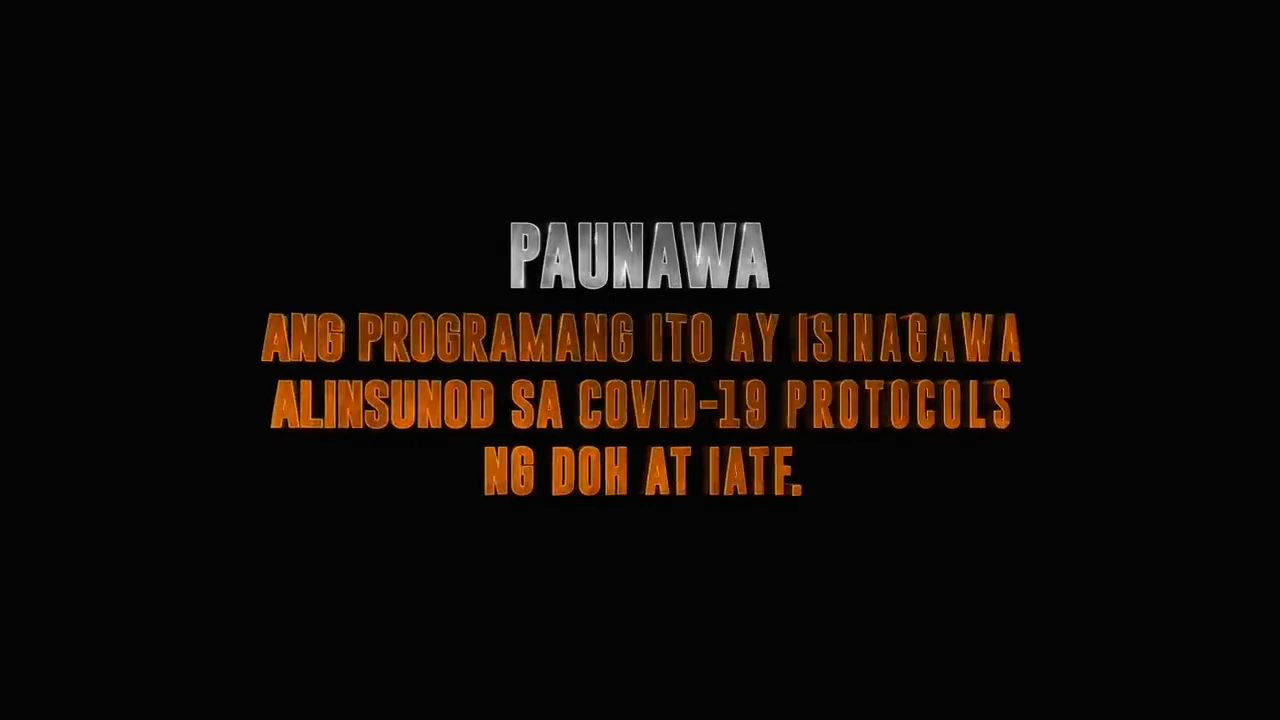 PAUNAWA
ANG PROGRAMANG ITO AY ISINAGAWA
ALINSUNOD SA COVID-19 PROTOCOLS
NG DOH AT IATF.